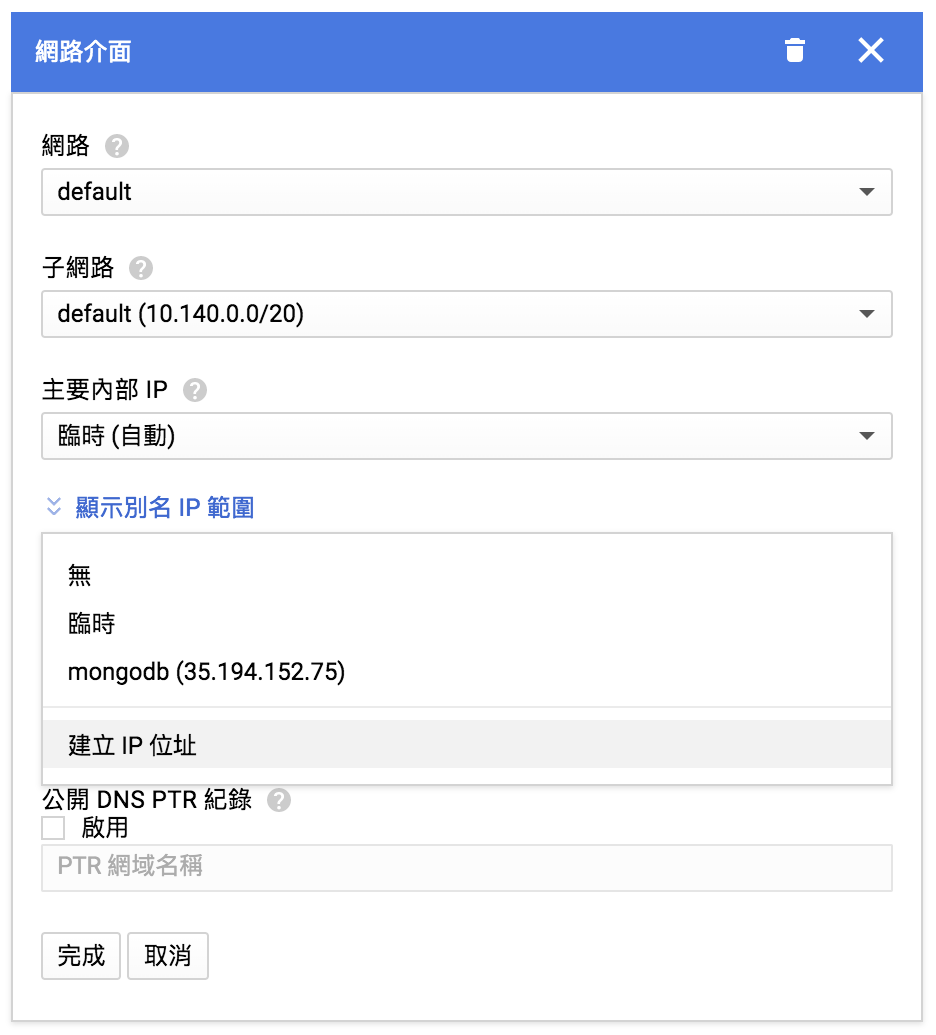 網路介面
網路
default
子網路
default (10.140.0.0/20)
主要內部 IP
臨時 (自動)
顯示別名 IP 範圍
無
臨時
mongodb (35.194.152.75)
建立 IP 位址
公開 DNS PTR 紀錄
啟用
PTR 網域名稱
完成 取消